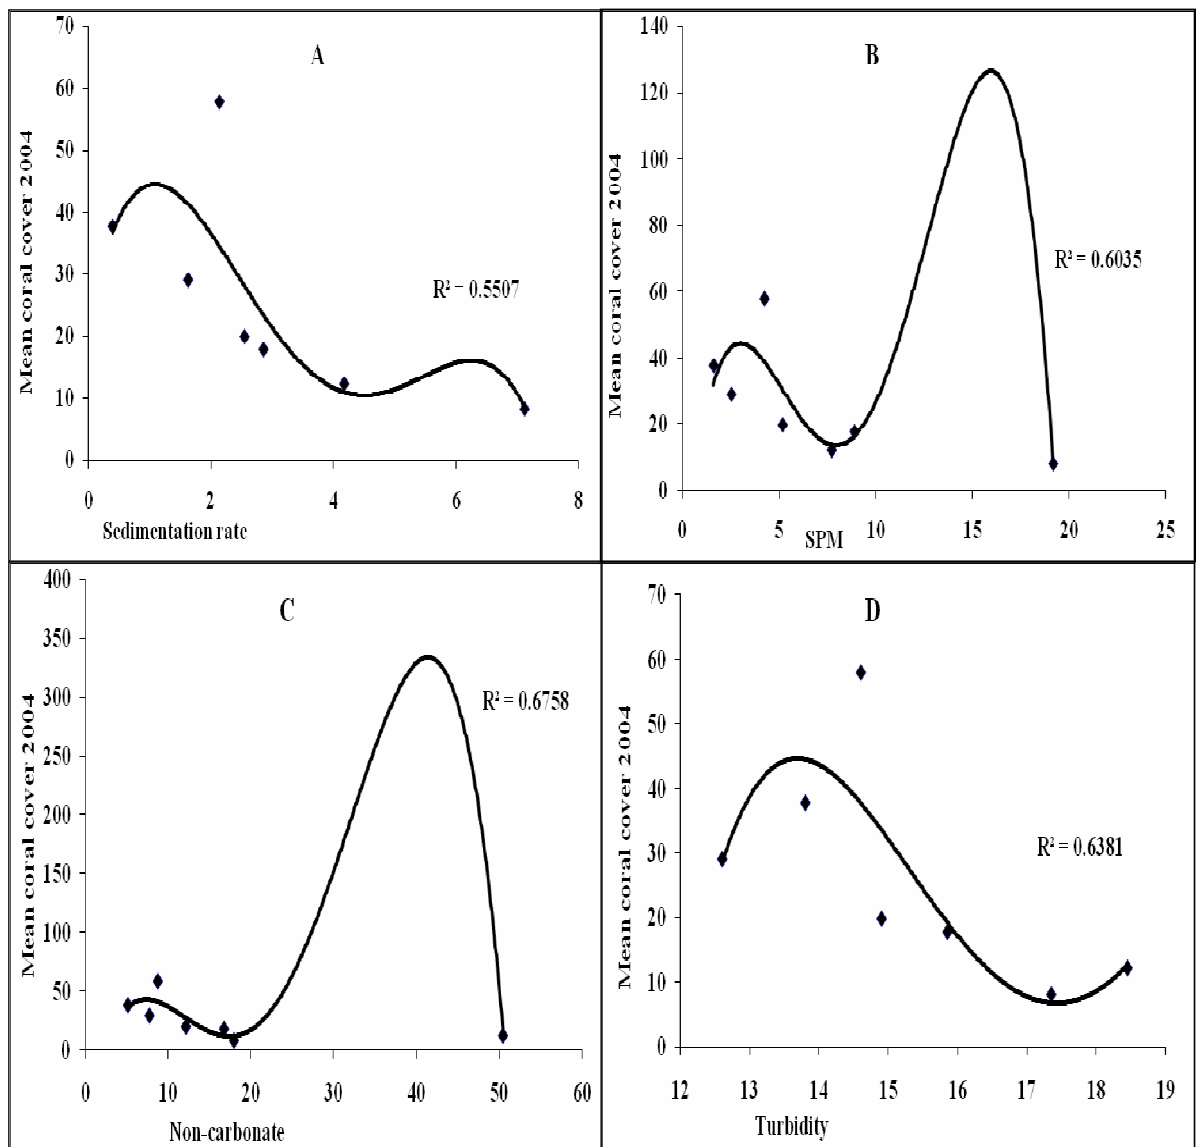 A
Mean coral cover 2004
70
60
50
40
30
20
10
0
R² = 0.5507
0 2 4 6 8
Sedimentation rate
B
Mean coral cover 2004
140
120
100
80
60
40
20
0
R² = 0.6035
0 5 10 15 20 25
SPM
C
Mean coral cover 2004
400
350
300
250
200
150
100
50
0
R² = 0.6758
0 10 20 30 40 50 60
Non-carbonate
D
Mean coral cover 2004
70
60
50
40
30
20
10
0
R² = 0.6381
12 13 14 15 16 17 18 19
Turbidity